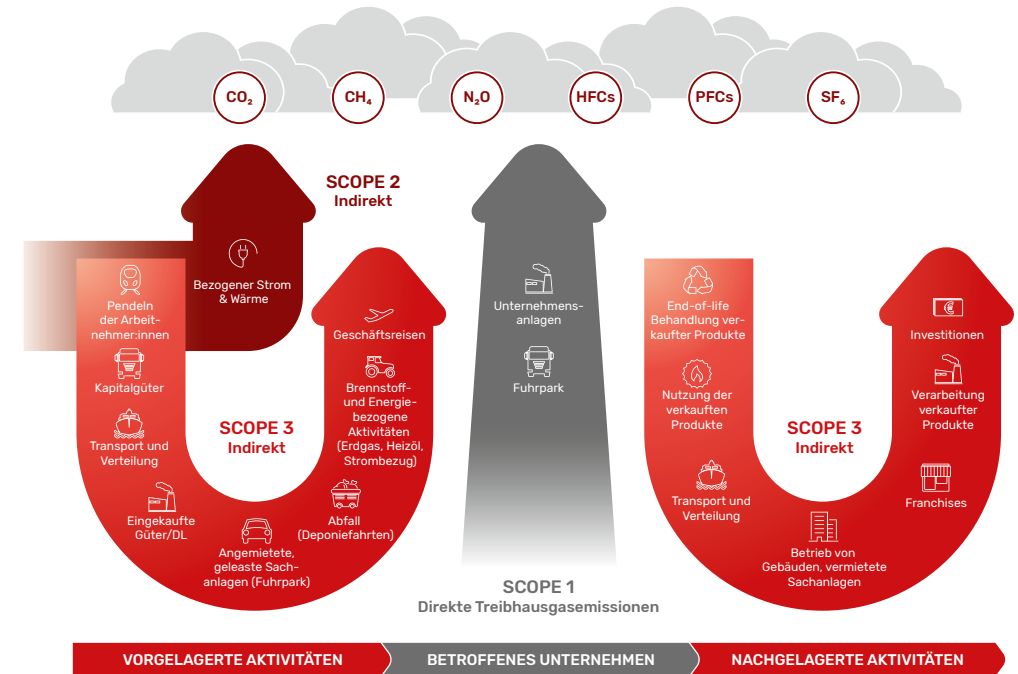 CO₂
CH₄
N₂O
HFCs
PFCs
SF₆
SCOPE 2
Indirekt
Bezogener Strom
& Wärme
Pendeln
der Arbeit-
nehmer:innen
Kapitalgüter
Transport und
Verteilung
Eingekaufte
Güter/DL
Angemietete,
geleaste Sach-
anlagen (Fuhrpark)
Abfall
(Deponiefahrten)
Brennstoff-
und Energie-
bezogene
Aktivitäten
(Erdgas, Heizöl,
Strombezug)
Geschäftsreisen
SCOPE 3
Indirekt
Unternehmens-
anlagen
Fuhrpark
SCOPE 1
Direkte Treibhausgasemissionen
End-of-life
Behandlung ver-
kaufter Produkte
Nutzung der
verkauften
Produkte
Transport und
Verteilung
Betrieb von
Gebäuden, vermietete
Sachanlagen
Franchises
Verarbeitung
verkaufter
Produkte
Investitionen
SCOPE 3
Indirekt
VORGELAGERTE AKTIVITÄTEN
BETROFFENES UNTERNEHMEN
NACHGELAGERTE AKTIVITÄTEN